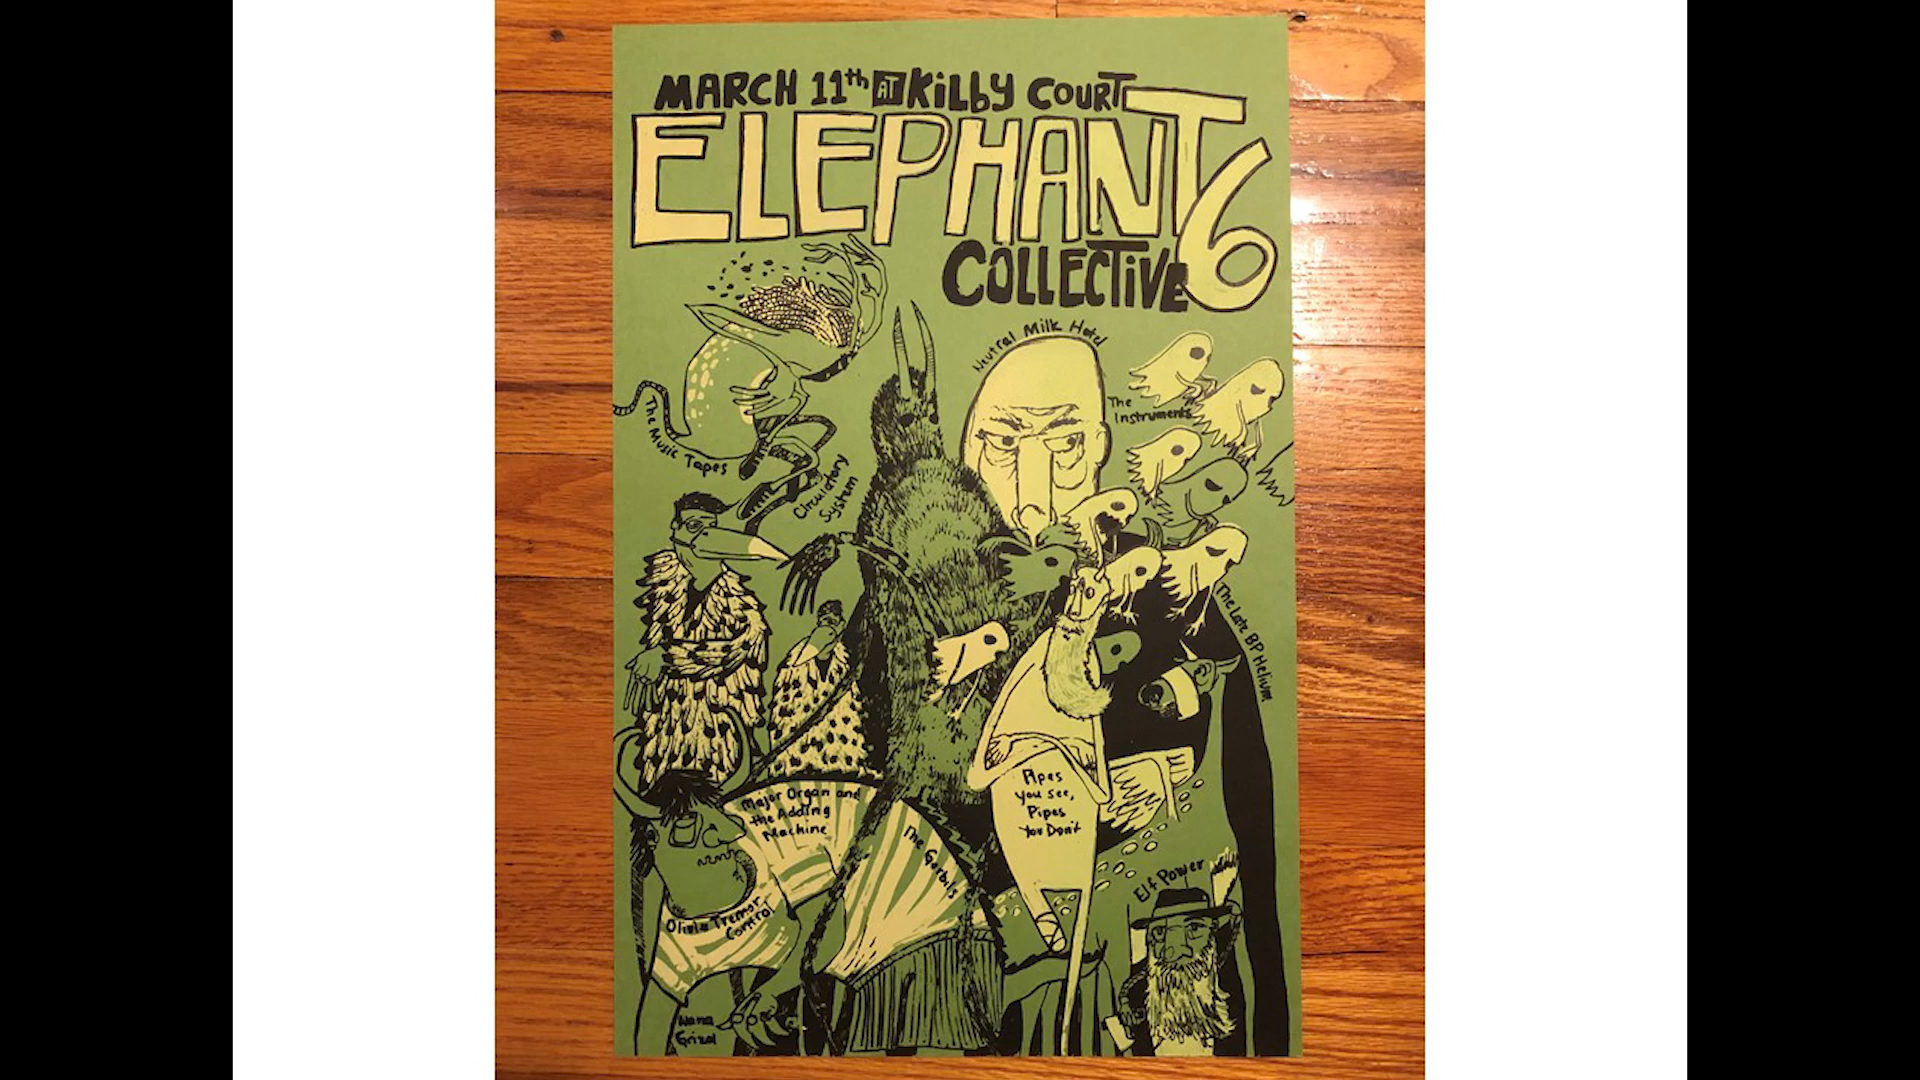 MARCH 11th AT KiLbY COURT
ELEPHANT 6
COLLECTIVE
Neutral Milk Hotel
The
Instruments
The Music Tapes
Circulatory
System
The Late BP Helium
Pipes
you see,
Pipes
You Don't
Major Organ and
the Adding
Machine
The Gerbils
Elf Power
Olivia Tremor
Control
Nana
Grizol